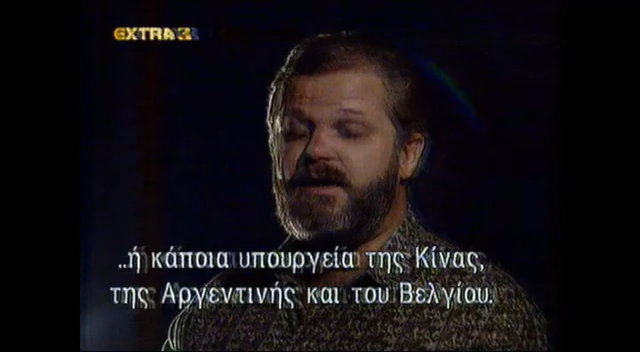 EXTRA 3
..ή κάποια υπουργεία της Κίνας,
της Αργεντινής και του Βελγίου.